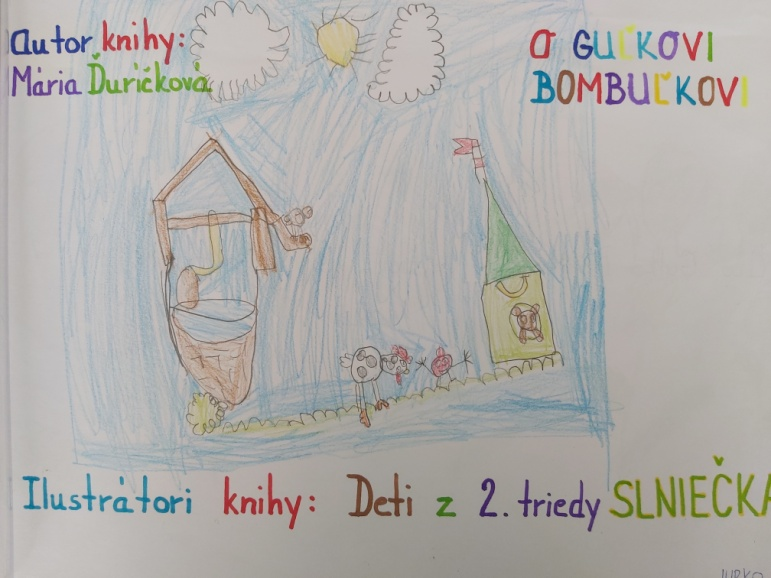 autor knihy:
Mária Ďuríčková
O GUĽKOVI
BOMBUĽKOVI
Ilustrátori knihy: Deti z 2. triedy SLNIEČKA